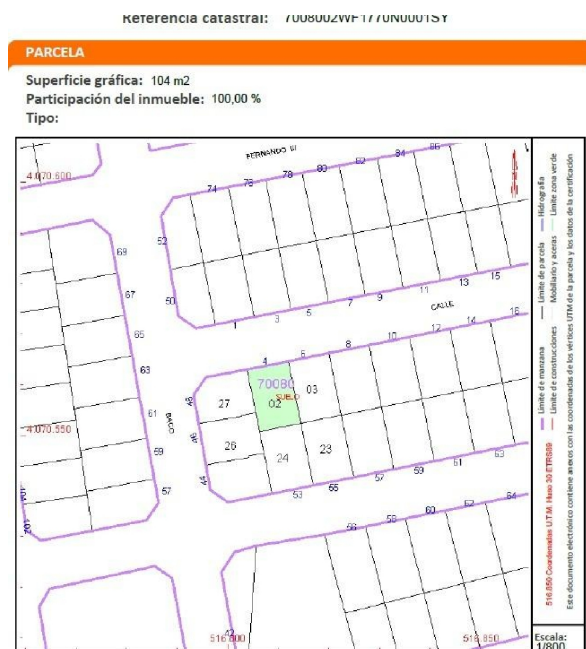 Referencia catastral: 7008002WF1770N0001SY
PARCELA
Superficie gráfica: 104 m2
Participación del inmueble: 100,00 %
Tipo:
FERNANDO
74 76 78 80 82 84 86
4.070.600
52
50
69
67
65
63
61
59
57
1 3 5 7 9 11 13 15
CALLE
4 6 8 10 12 14 16
70080
SUELO
27 02 03
26 24 23
4.070.550
BACO
48
46
44
53 55 57 59 61 63
56 58 60 62 64
102
42
516.800
516.850
Límite de manzana
Límite de parcela
Hidrografía
Límite de construcciones
Mobiliario y aceras
Límite zona verde
516.850 Coordenadas U.T.M. Huso 30 ETRS89
Este documento electrónico contiene anexos con las coordenadas de los vértices UTM de la parcela y los datos de la certificación
Escala:
1/800